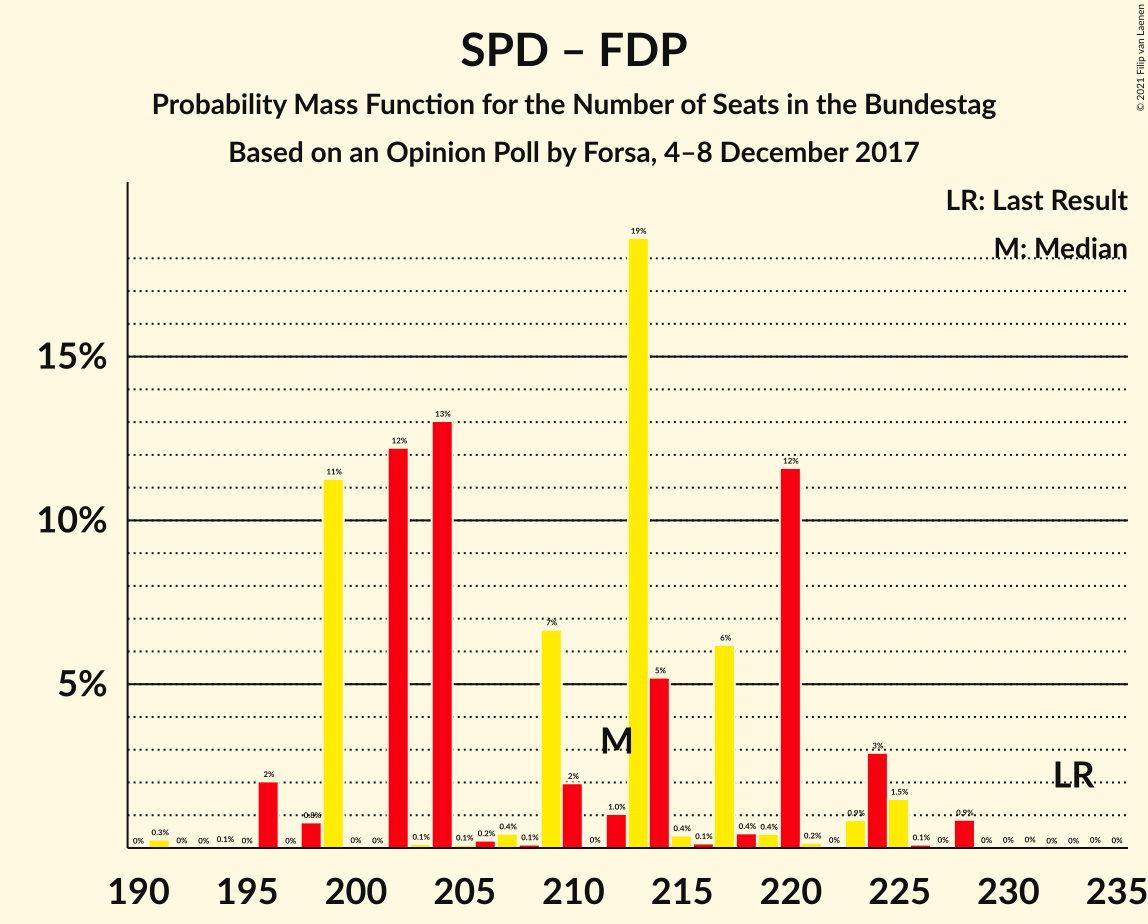 SPD – FDP
Probability Mass Function for the Number of Seats in the Bundestag
Based on an Opinion Poll by Forsa, 4–8 December 2017
© 2021 Filip van Laenen
LR: Last Result
M: Median
15%
10%
5%
0% 0.3% 0% 0% 0.1% 0% 2% 0% 0.8% 11% 0% 0% 12% 0.1% 13% 0.1% 0.2% 0.4% 0.1% 7% 2% 0% 1.0% 19% 5% 0.4% 0.1% 6% 0.4% 0.4% 12% 0.2% 0% 0.9% 3% 1.5% 0.1% 0% 0.9% 0% 0% 0% 0% 0% 0% 0%
M
LR
190 195 200 205 210 215 220 225 230 235